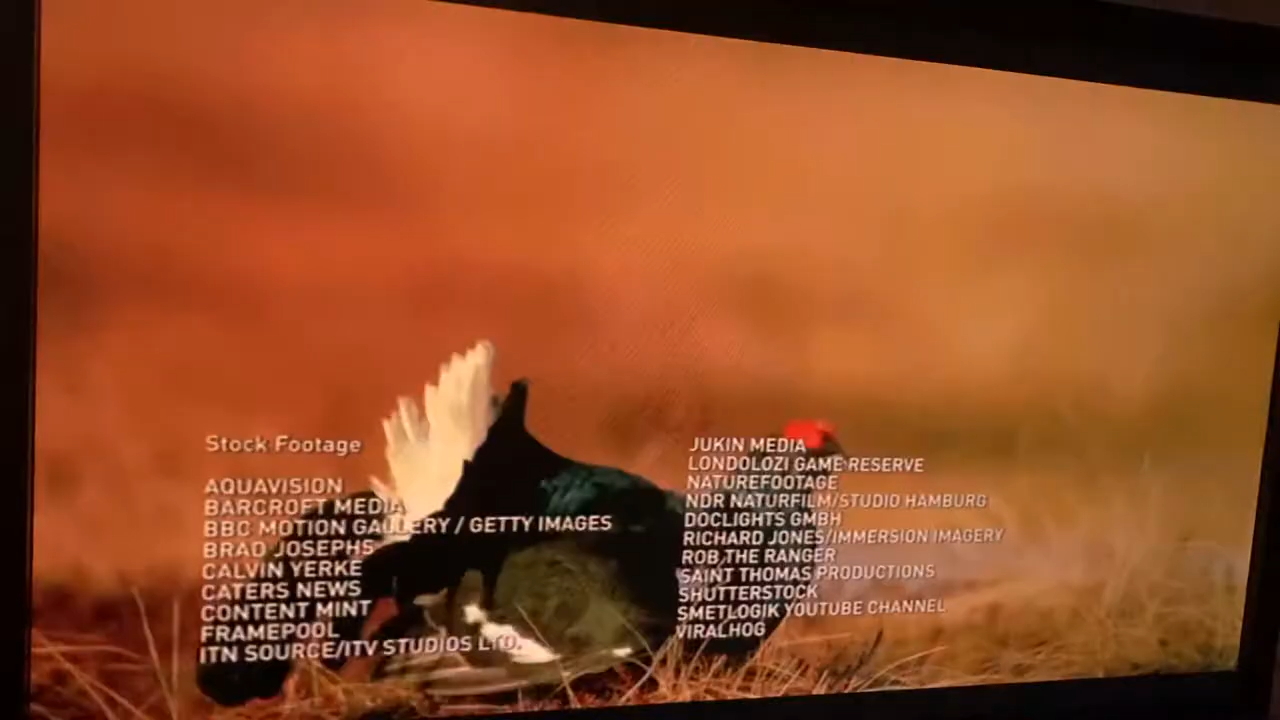 Stock Footage
AQUAVISION
BARCROFT MEDIA
BBC MOTION GALLERY / GETTY IMAGES
BRAD JOSEPHS
CALVIN YERKE
CATERS NEWS
CONTENT MINT
FRAMEPOOL
ITN SOURCE/ITV STUDIOS LTD.
JUKIN MEDIA
LONDOLOZI GAME RESERVE
NATUREFOOTAGE
NDR NATURFILM/STUDIO HAMBURG
DOCLIGHTS GMBH
RICHARD JONES/IMMERSION IMAGERY
ROB THE RANGER
SAINT THOMAS PRODUCTIONS
SHUTTERSTOCK
SMETLOGIK YOUTUBE CHANNEL
VIRALHOG